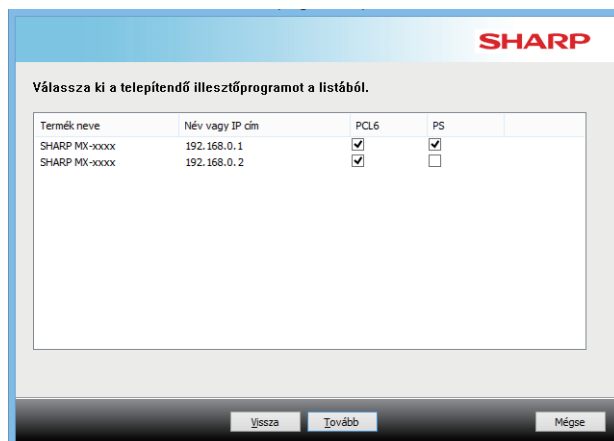 SHARP
Válassza ki a telepítendő illesztőprogramot a listából.
Termék neve Név vagy IP cím PCL6 PS
SHARP MX-xxxx 192.168.0.1
SHARP MX-xxxx 192.168.0.2
Vissza Tovább Mégse